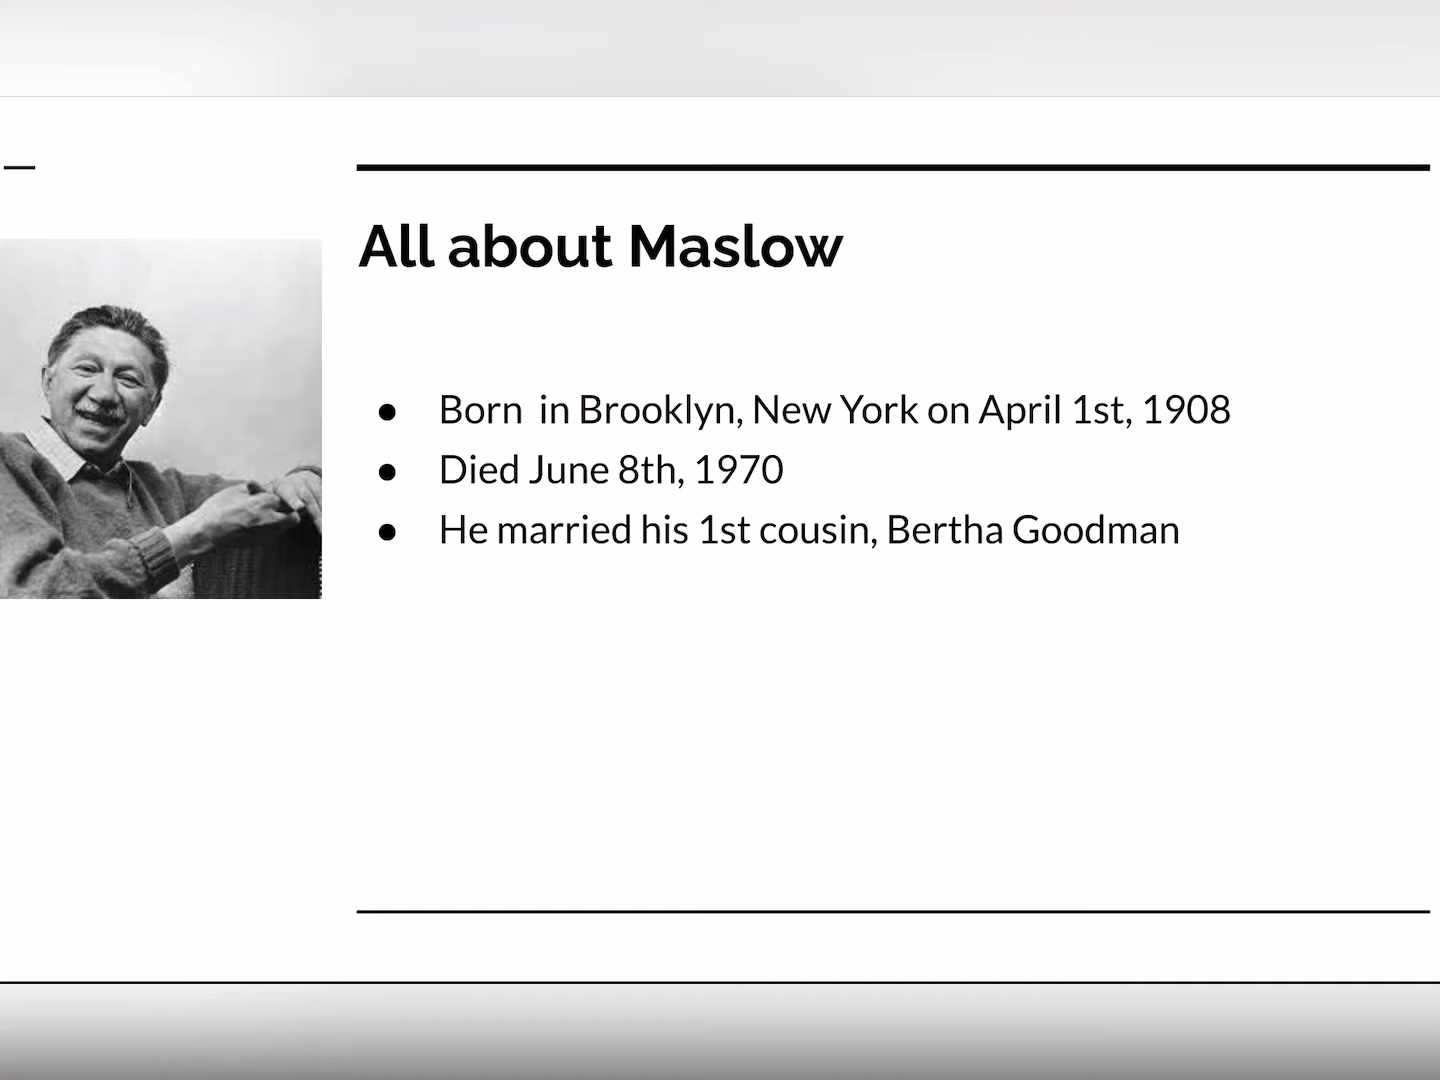 All about Maslow
● Born  in Brooklyn, New York on April 1st, 1908
● Died June 8th, 1970
● He married his 1st cousin, Bertha Goodman